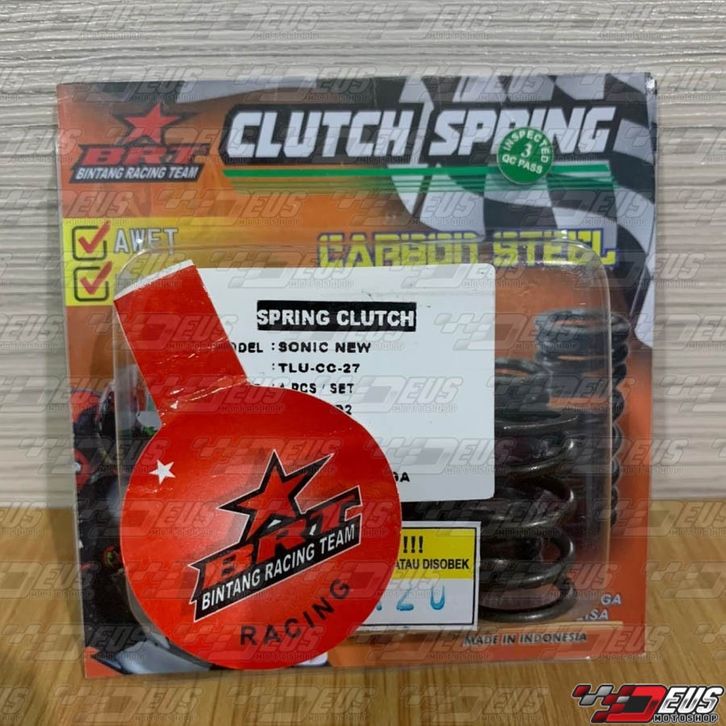 CLUTCH SPRING
INSPECTED
3
QC PASS
BRT
BINTANG RACING TEAM
AWET
CARBON STEEL
SPRING CLUTCH
MODEL : SONIC NEW
: TLU-CC-27
4 PCS / SET
BRT
BINTANG RACING TEAM
RACING
!!!
ATAU DISOBEK
MADE IN INDONESIA
DEUS
MOTOSHOP